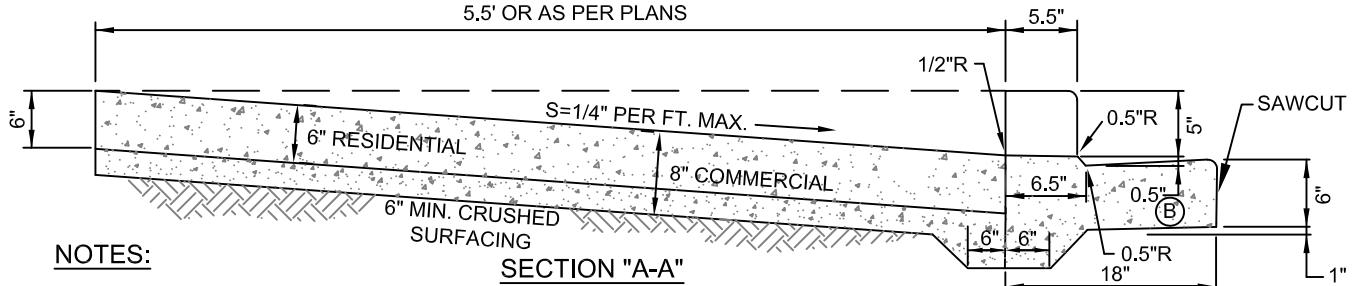 5.5' OR AS PER PLANS
5.5"
1/2"R
SAWCUT
S=1/4" PER FT. MAX.
0.5"R
5"
6"
6" RESIDENTIAL
8" COMMERCIAL
6.5"
0.5"
B
6"
6" MIN. CRUSHED
SURFACING
6"
6"
0.5"R
18"
1"
NOTES:
SECTION "A-A"